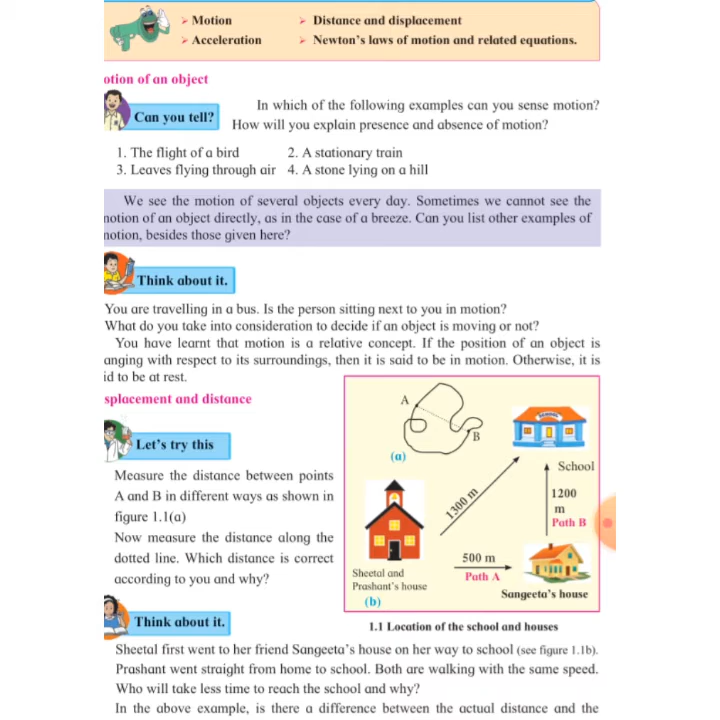 ➢ Motion ➢ Distance and displacement
➢ Acceleration ➢ Newton's laws of motion and related equations.
otion of an object
Can you tell? In which of the following examples can you sense motion?
How will you explain presence and absence of motion?
1. The flight of a bird 2. A stationary train
3. Leaves flying through air 4. A stone lying on a hill
We see the motion of several objects every day. Sometimes we cannot see the
notion of an object directly, as in the case of a breeze. Can you list other examples of
notion, besides those given here?
Think about it.
You are travelling in a bus. Is the person sitting next to you in motion?
What do you take into consideration to decide if an object is moving or not?
You have learnt that motion is a relative concept. If the position of an object is
anging with respect to its surroundings, then it is said to be in motion. Otherwise, it is
id to be at rest.
splacement and distance
Let's try this
Measure the distance between points
A and B in different ways as shown in
figure 1.1(a)
Now measure the distance along the
dotted line. Which distance is correct
according to you and why?
A
B
(a)
SCHOOL
School
1300 m
1200
m
Path B
500 m
Path A
Sheetal and
Prashant's house
Sangeeta's house
(b)
1.1 Location of the school and houses
Think about it.
Sheetal first went to her friend Sangeeta's house on her way to school (see figure 1.1b).
Prashant went straight from home to school. Both are walking with the same speed.
Who will take less time to reach the school and why?
In the above example, is there a difference between the actual distance and the